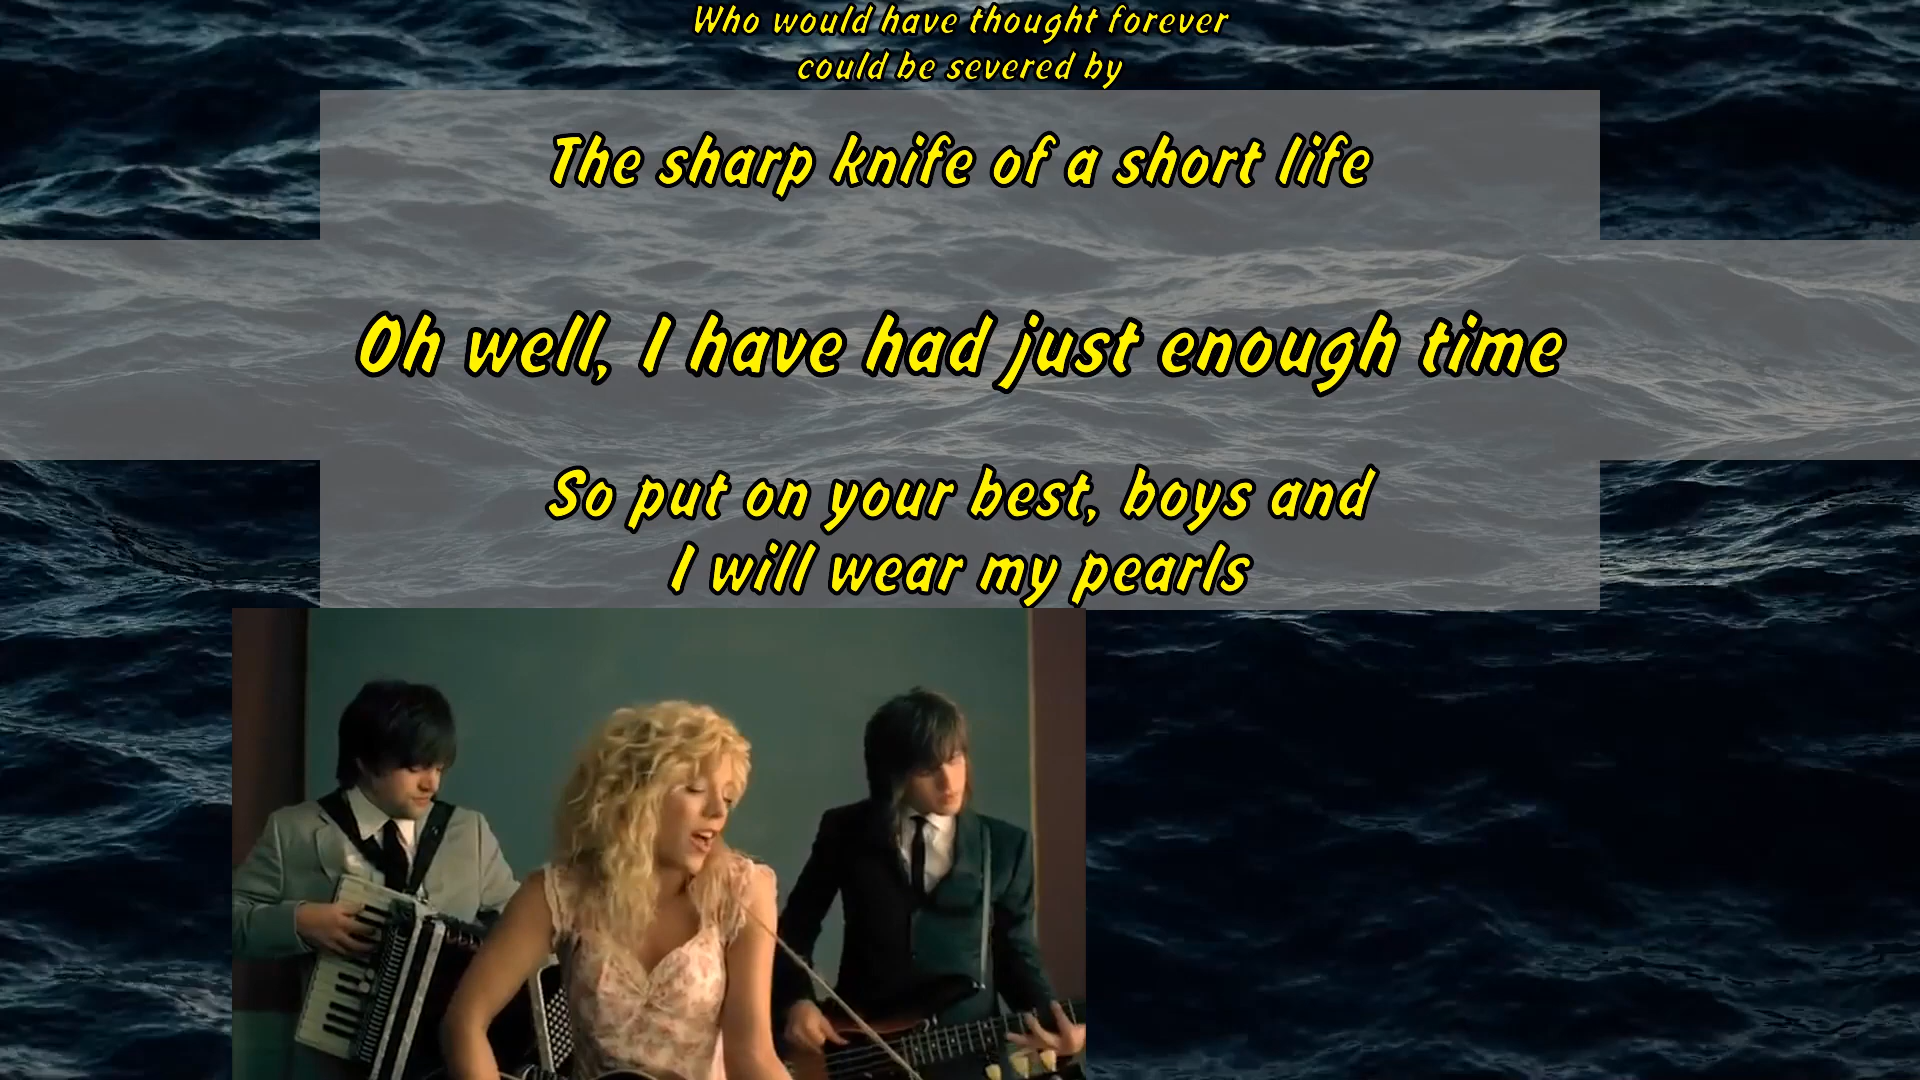 Who would have thought forever
could be severed by
The sharp knife of a short life
Oh well, I have had just enough time
So put on your best, boys and
I will wear my pearls